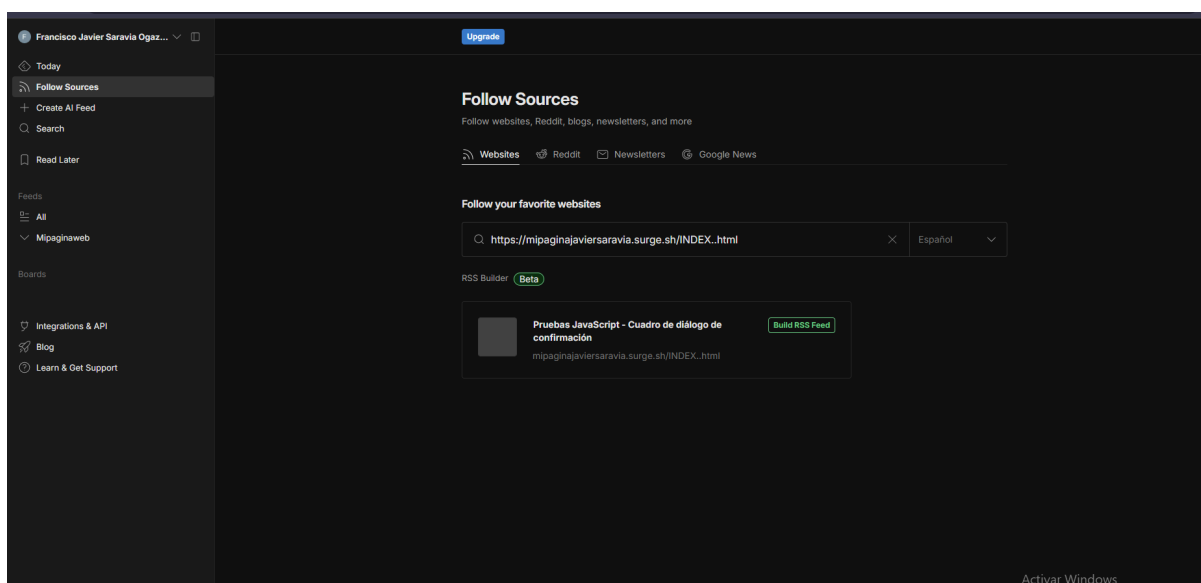 Francisco Javier Saravia Ogaz...
Today
Follow Sources
Create AI Feed
Search
Read Later
Feeds
All
Mipaginaweb
Boards
Integrations & API
Blog
Learn & Get Support
Upgrade
Follow Sources
Follow websites, Reddit, blogs, newsletters, and more
Websites Reddit Newsletters Google News
Follow your favorite websites
https://mipaginajaviersaravia.surge.sh/INDEX..html Español
RSS Builder Beta
Pruebas JavaScript - Cuadro de diálogo de
confirmación
Build RSS Feed
mipaginajaviersaravia.surge.sh/INDEX..html
Activar Windows